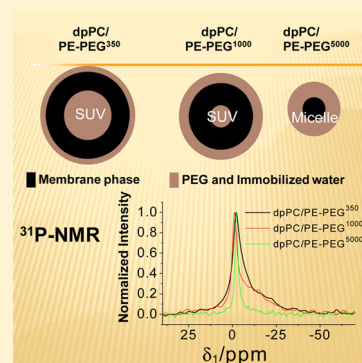 dpPC/ dpPC/ dpPC/
PE-PEG³⁵⁰ PE-PEG¹⁰⁰⁰ PE-PEG⁵⁰⁰⁰
SUV SUV Micelle
Membrane phase PEG and Immobilized water
³¹P-NMR
Normalized Intensity
1.0
0.8
0.6
0.4
0.2
0.0
dpPC/PE-PEG³⁵⁰
dpPC/PE-PEG¹⁰⁰⁰
dpPC/PE-PEG⁵⁰⁰⁰
25 0 -25 -50
δ₁/ppm